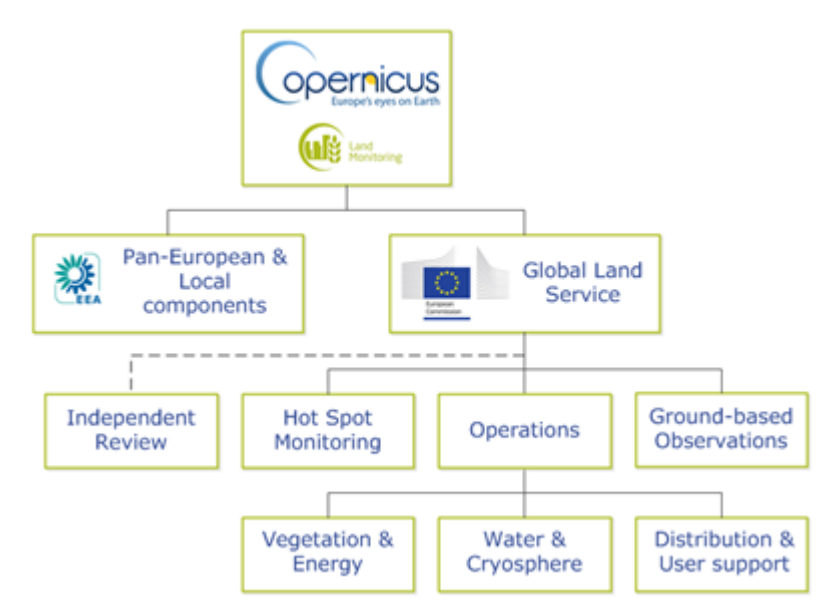 Copernicus
Europe's eyes on Earth
Land
Monitoring
EEA
Pan-European &
Local
components
European
Commission
Global Land
Service
Independent
Review
Hot Spot
Monitoring
Operations
Ground-based
Observations
Vegetation &
Energy
Water &
Cryosphere
Distribution &
User support